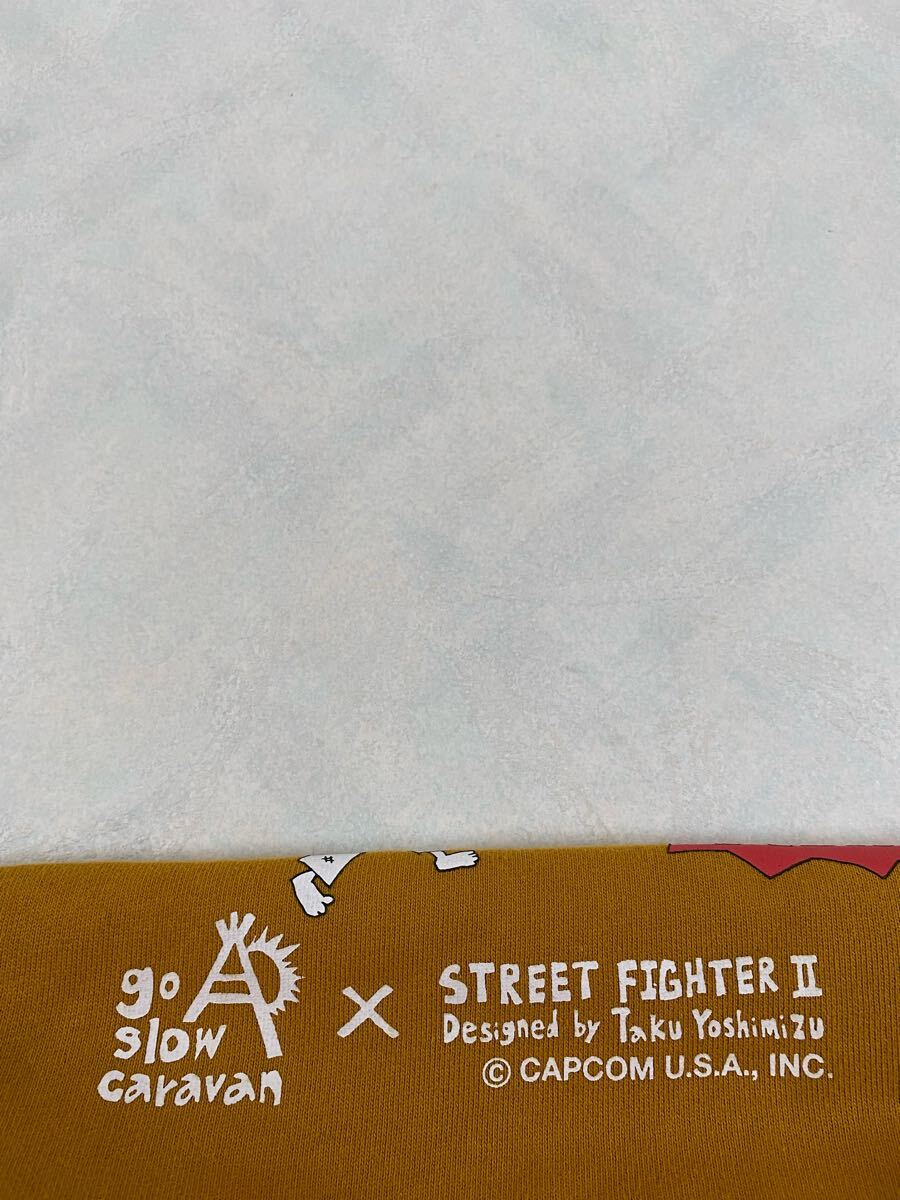 go
slow
caravan
×
STREET FIGHTER II
Designed by Taku Yoshimizu
© CAPCOM U.S.A., INC.